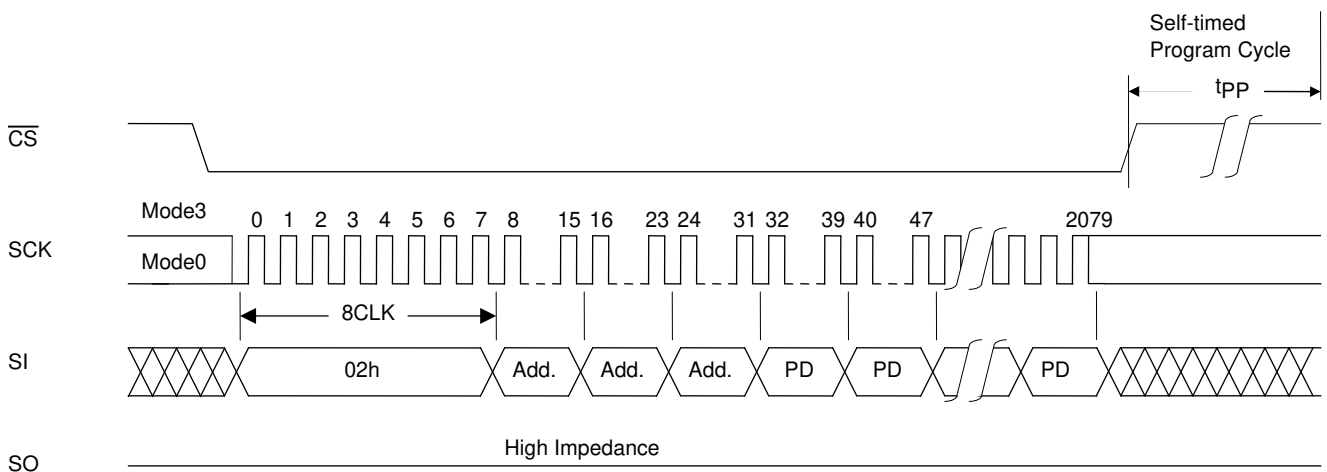 Self-timed
Program Cycle
tPP
CS
Mode3
0 1 2 3 4 5 6 7 8 15 16 23 24 31 32 39 40 47 2079
SCK
Mode0
8CLK
SI
02h Add. Add. Add. PD PD PD
High Impedance
SO